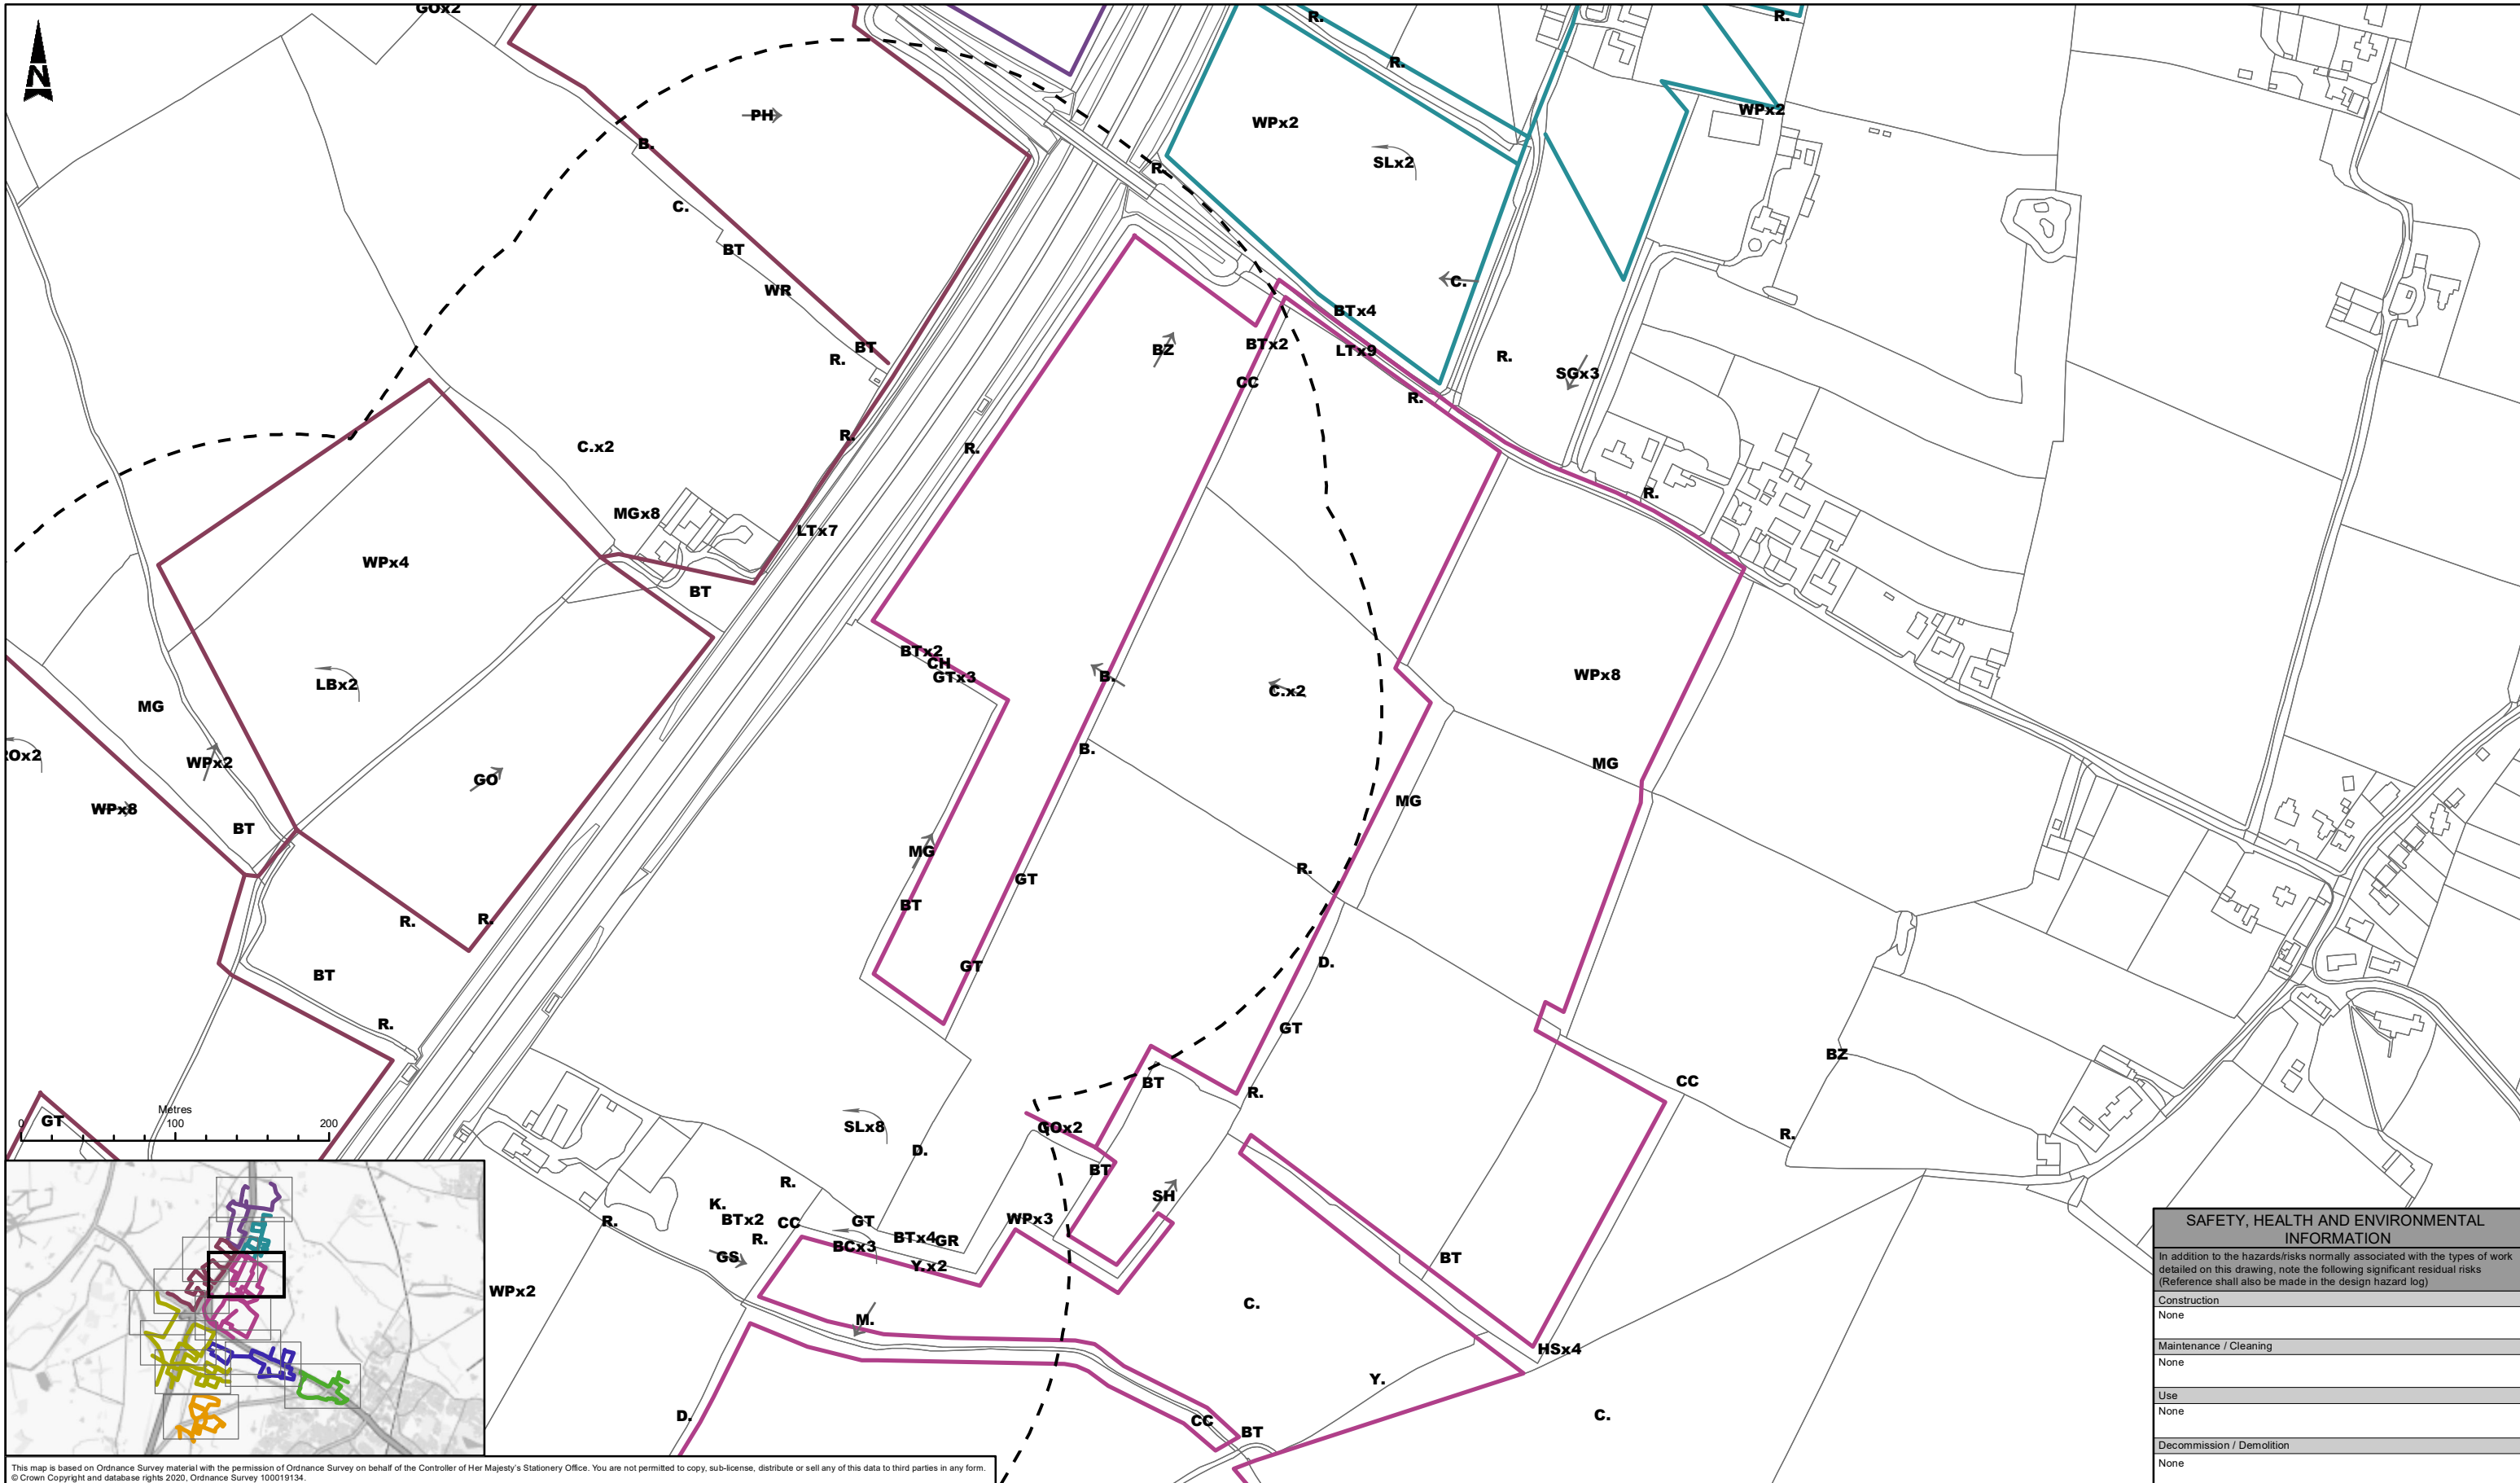 GOx2
R.
R.
N
R.
PH
WPx2
WPx2
B.
SLx2
R.
C.
BT
C.
WR
BTx4
BTx2
LTx9
BT
BZ
R.
R.
SGx3
CC
R.
R.
C.x2
R.
R.
MGx8
LTx7
WPx4
BT
BTx2
CH
GTx3
B.
C.x2
WPx8
LBx2
MG
B.
WPx2
GO
MG
MG
WPx8
BT
MG
R.
GT
BT
R.
R.
GT
D.
BT
R.
GT
BZ
BT
CC
R.
Metres
0 100 200
GT
SLx8
GOx2
R.
D.
BT
R.
SH
K.
BTx2
CC
GT
WPx3
R.
R.
BTx4
GR
BCx3
GS
Y.x2
BT
WPx2
C.
M.
HSx4
Y.
D.
CC
BT
C.
SAFETY, HEALTH AND ENVIRONMENTAL
INFORMATION
In addition to the hazards/risks normally associated with the types of work
detailed on this drawing, note the following significant residual risks
(Reference shall also be made in the design hazard log)
Construction
None
Maintenance / Cleaning
None
Use
None
Decommission / Demolition
None
This map is based on Ordnance Survey material with the permission of Ordnance Survey on behalf of the Controller of Her Majesty's Stationery Office. You are not permitted to copy, sub-license, distribute or sell any of this data to third parties in any form.
© Crown Copyright and database rights 2020, Ordnance Survey 100019134.